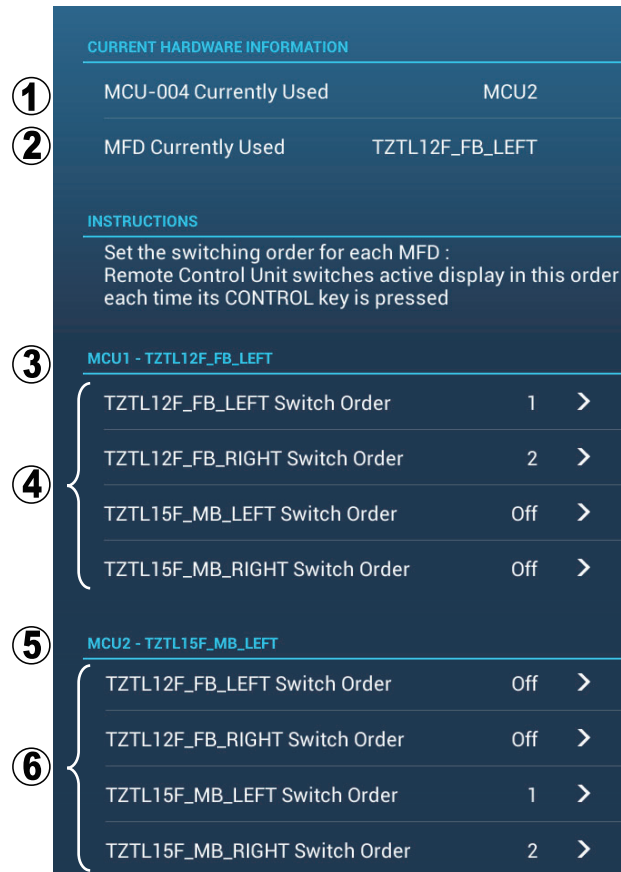 CURRENT HARDWARE INFORMATION
1 MCU-004 Currently Used MCU2
2 MFD Currently Used TZTL12F_FB_LEFT
INSTRUCTIONS
Set the switching order for each MFD :
Remote Control Unit switches active display in this order
each time its CONTROL key is pressed
3 MCU1 - TZTL12F_FB_LEFT
TZTL12F_FB_LEFT Switch Order 1 >
TZTL12F_FB_RIGHT Switch Order 2 >
4
TZTL15F_MB_LEFT Switch Order Off >
TZTL15F_MB_RIGHT Switch Order Off >
5 MCU2 - TZTL15F_MB_LEFT
TZTL12F_FB_LEFT Switch Order Off >
TZTL12F_FB_RIGHT Switch Order Off >
6
TZTL15F_MB_LEFT Switch Order 1 >
TZTL15F_MB_RIGHT Switch Order 2 >